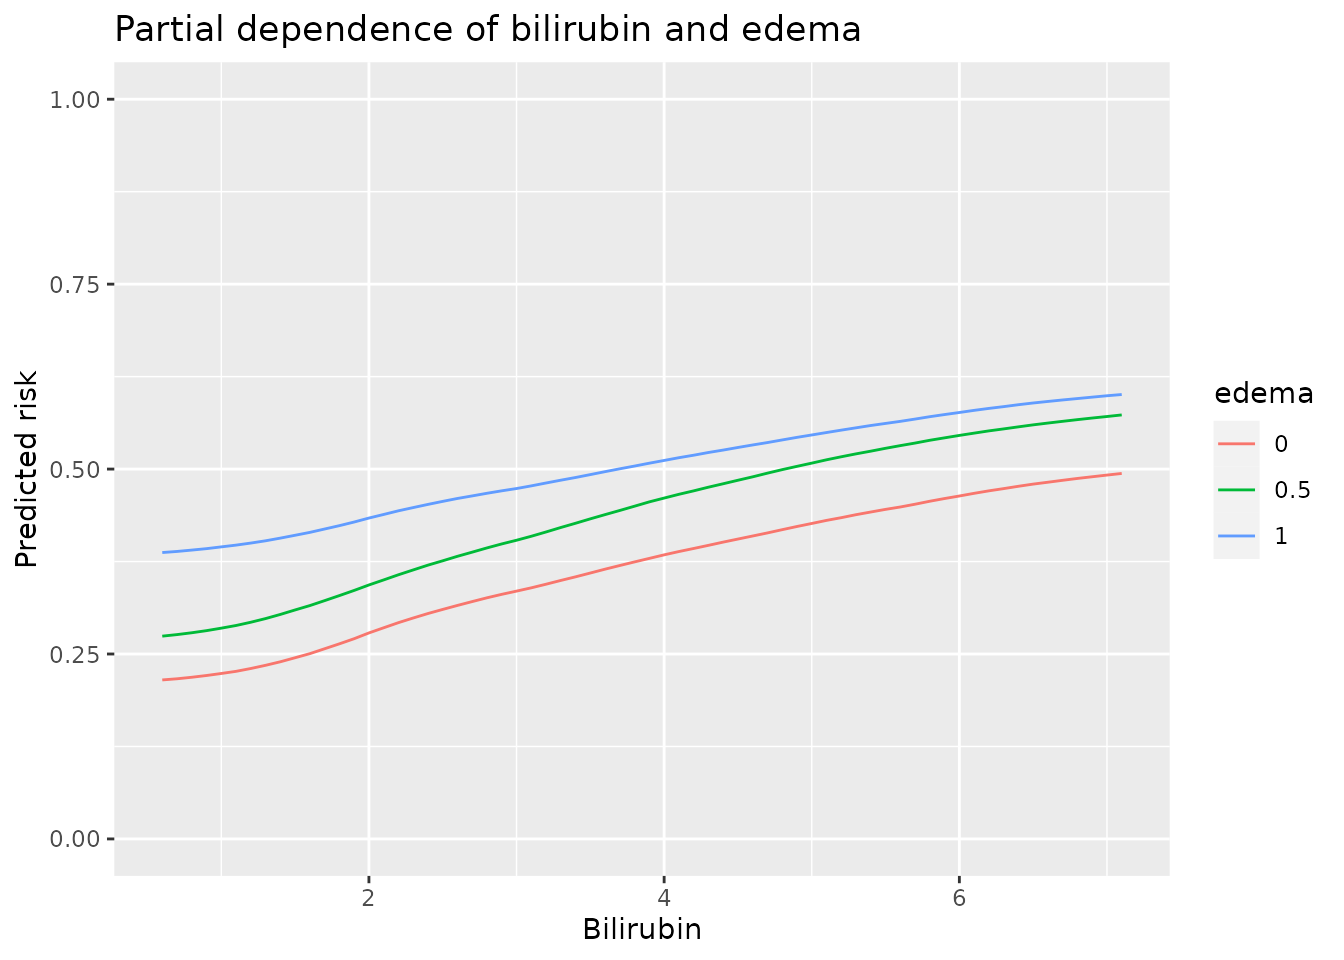 Partial dependence of bilirubin and edema
1.00
0.75
0.50
0.25
0.00
Predicted risk
2 4 6
Bilirubin
edema
0
0.5
1